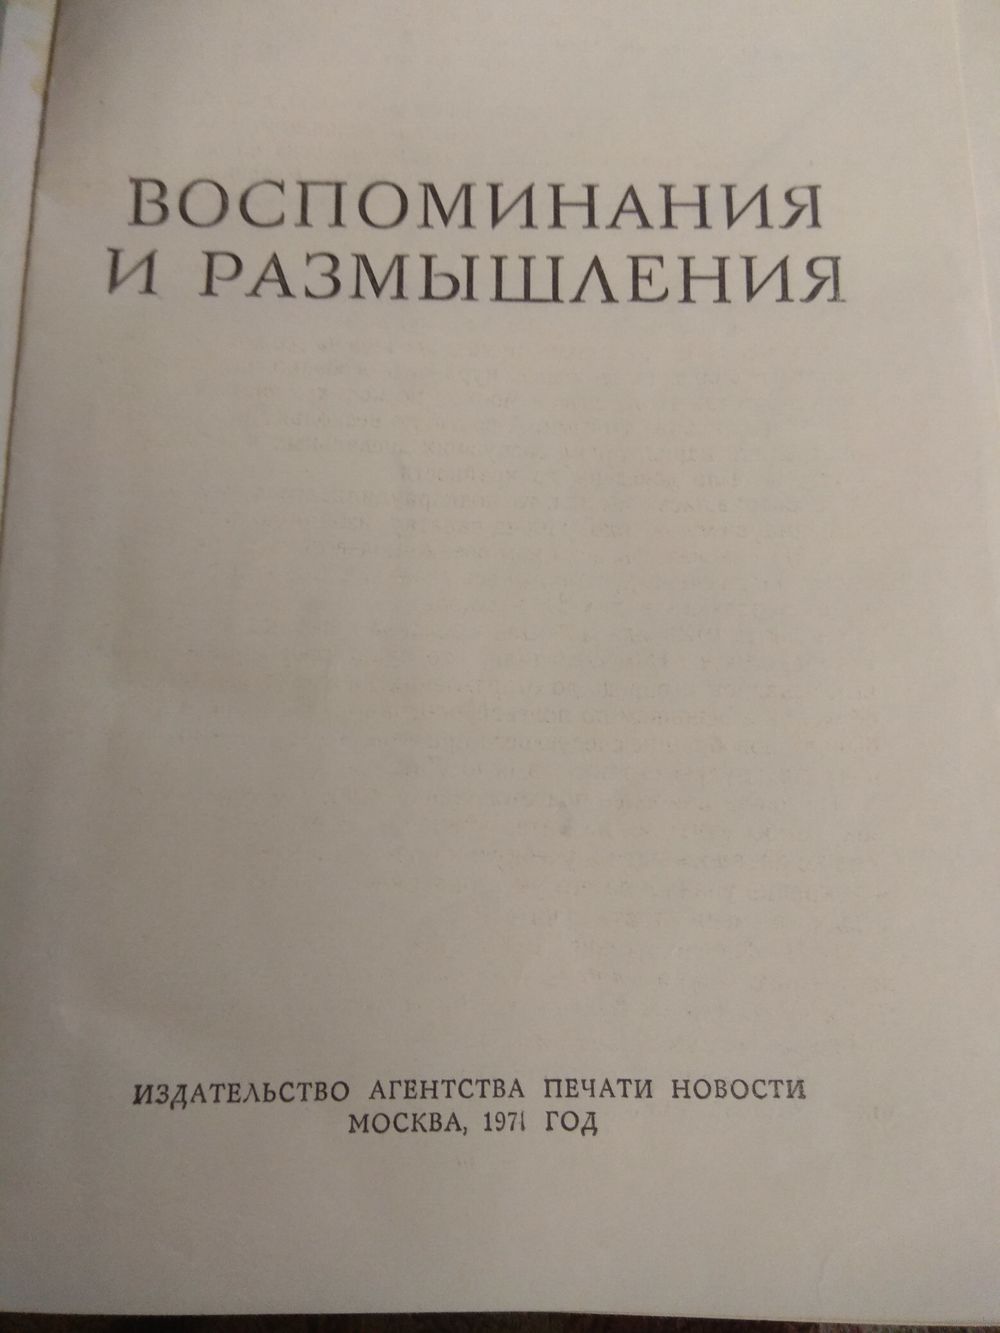 ВОСПОМИНАНИЯ
И РАЗМЫШЛЕНИЯ
ИЗДАТЕЛЬСТВО АГЕНТСТВА ПЕЧАТИ НОВОСТИ
МОСКВА, 1971 ГОД